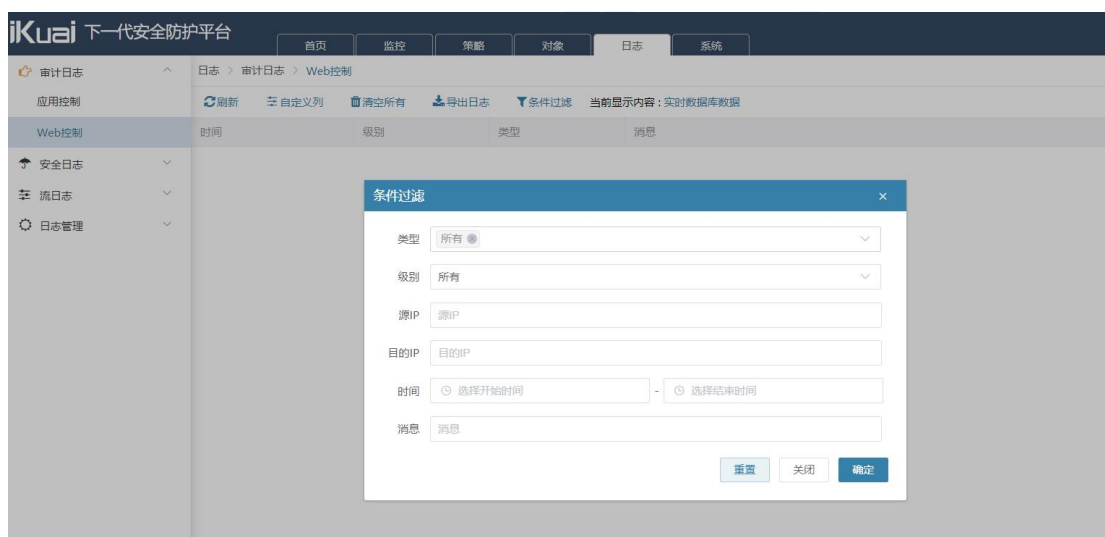 iKuai 下一代安全防护平台
首页 监控 策略 对象 日志 系统
审计日志
应用控制
Web控制
安全日志
流日志
日志管理
日志 > 审计日志 > Web控制
刷新 自定义列 清空所有 导出日志 条件过滤 当前显示内容 : 实时数据库数据
时间 级别 类型 消息
条件过滤 ×
类型 所有
级别 所有
源IP 源IP
目的IP 目的IP
时间 选择开始时间 - 选择结束时间
消息 消息
重置 关闭 确定